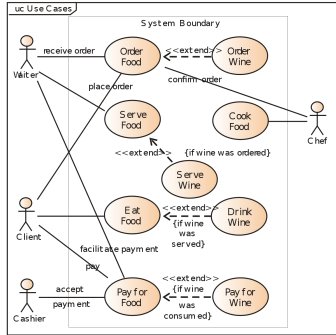 uc Use Cases
System Boundary
receive order
Order
Food
<<extend>>
Order
Wine
Waiter
confirm order
place order
Serve
Food
Cook
Food
Chef
<<extend>>
{if wine was ordered}
Serve
Wine
Eat
Food
<<extend>>
{if wine
was
served}
Drink
Wine
Client
facilitate payment
pay
accept
payment
Pay for
Food
<<extend>>
{if wine
was
consumed}
Pay for
Wine
Cashier